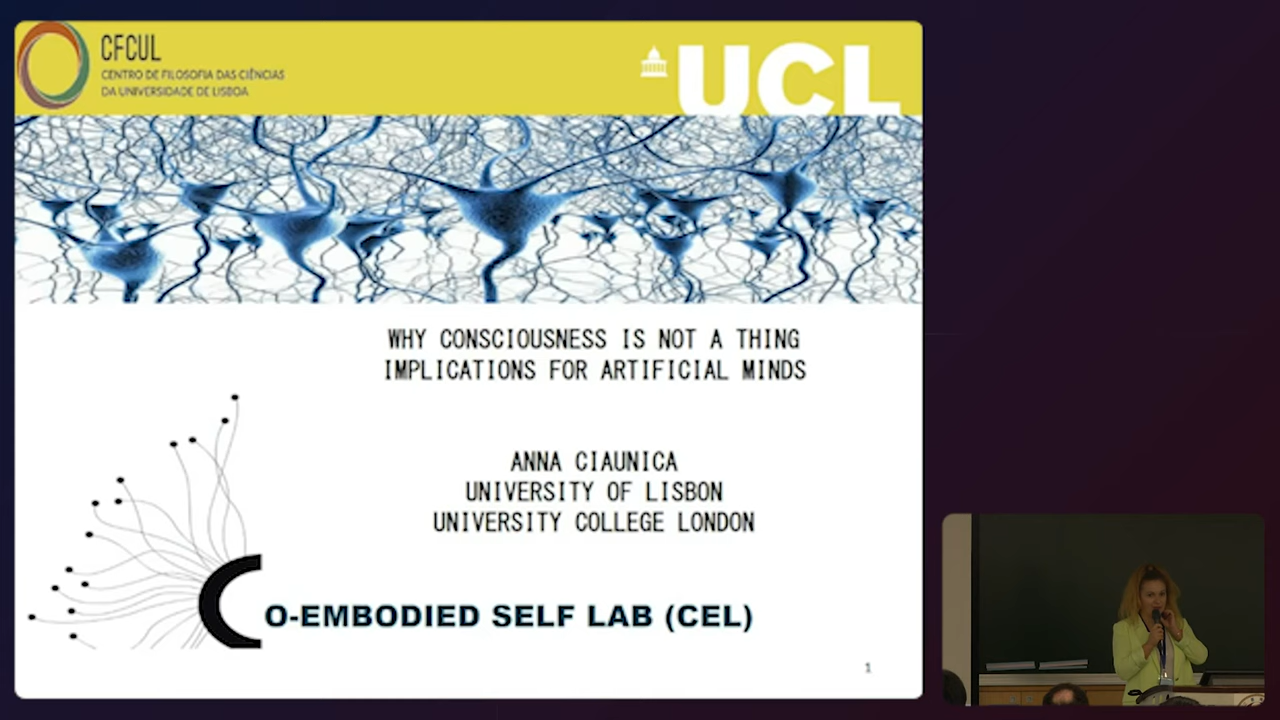 CFCUL
CENTRO DE FILOSOFIA DAS CIÊNCIAS
DA UNIVERSIDADE DE LISBOA
UCL
WHY CONSCIOUSNESS IS NOT A THING
IMPLICATIONS FOR ARTIFICIAL MINDS
ANNA CIAUNICA
UNIVERSITY OF LISBON
UNIVERSITY COLLEGE LONDON
CO-EMBODIED SELF LAB (CEL)
1